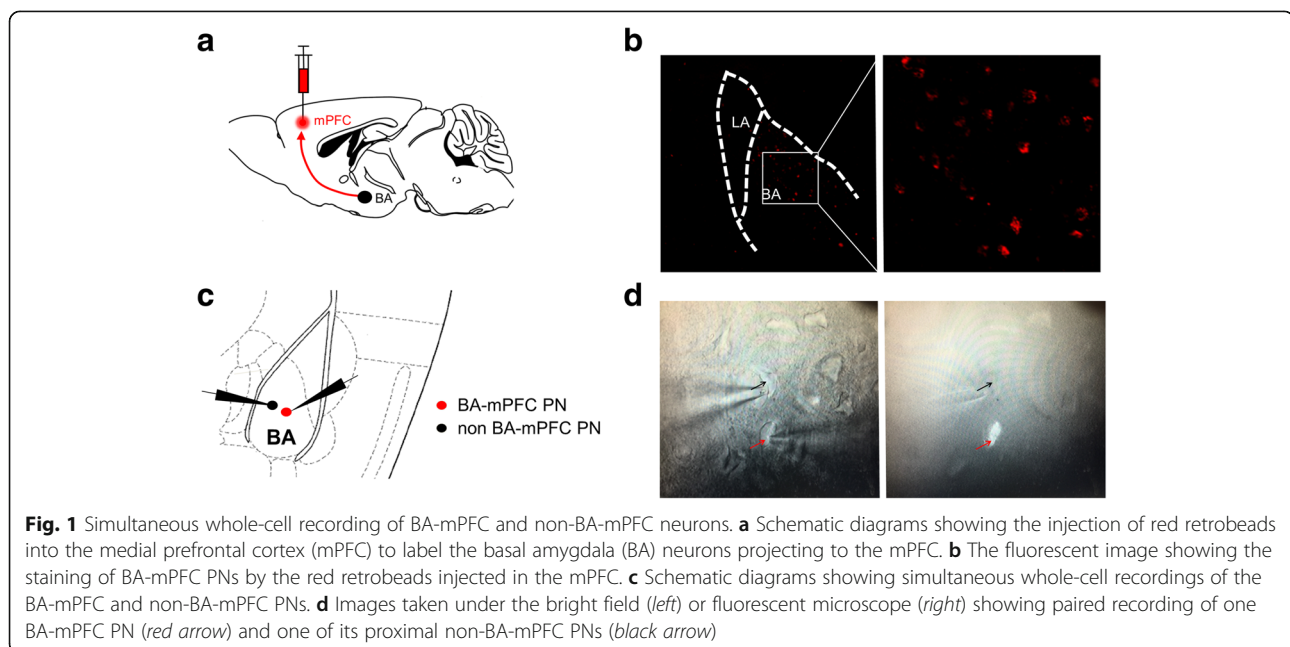 a
mPFC
BA
b
LA
BA
c
BA
BA-mPFC PN
non BA-mPFC PN
d
Fig. 1 Simultaneous whole-cell recording of BA-mPFC and non-BA-mPFC neurons. a Schematic diagrams showing the injection of red retrobeads
into the medial prefrontal cortex (mPFC) to label the basal amygdala (BA) neurons projecting to the mPFC. b The fluorescent image showing the
staining of BA-mPFC PNs by the red retrobeads injected in the mPFC. c Schematic diagrams showing simultaneous whole-cell recordings of the
BA-mPFC and non-BA-mPFC PNs. d Images taken under the bright field (left) or fluorescent microscope (right) showing paired recording of one
BA-mPFC PN (red arrow) and one of its proximal non-BA-mPFC PNs (black arrow)